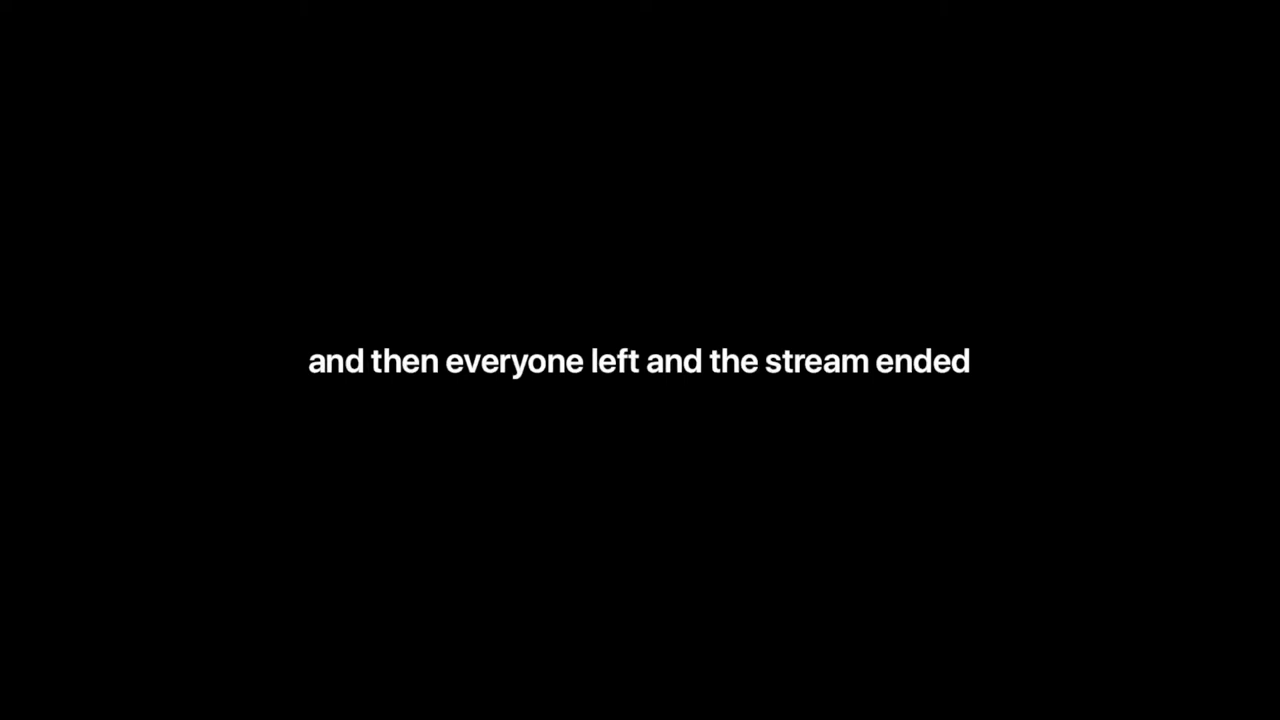 and then everyone left and the stream ended